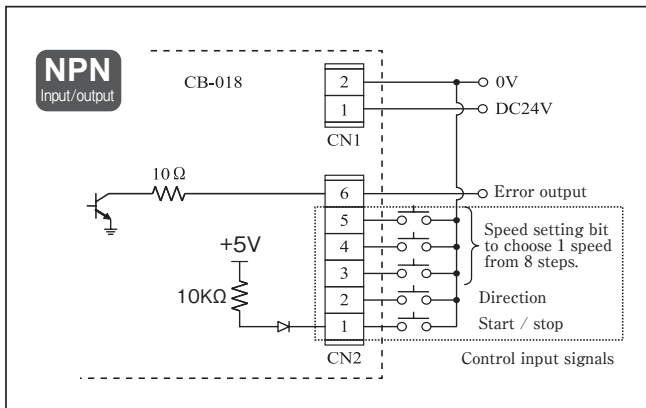 NPN
Input/output
CB-018
2
0V
1
DC24V
CN1
10Ω
6
Error output
5
4
3
Speed setting bit
to choose 1 speed
from 8 steps.
+5V
10KΩ
2
Direction
1
Start / stop
CN2
Control input signals